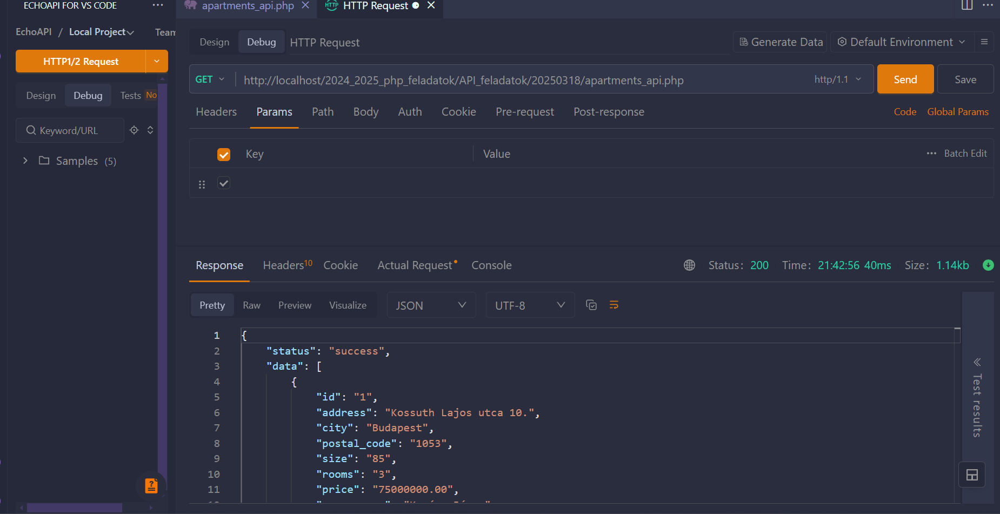 ECHOAPI FOR VS CODE
apartments_api.php
HTTP HTTP Request
EchoAPI / Local Project
Team
Design
Debug
HTTP Request
Generate Data
Default Environment
HTTP1/2 Request
GET
http://localhost/2024_2025_php_feladatok/API_feladatok/20250318/apartments_api.php
http/1.1
Send
Save
Design
Debug
Tests No
Headers
Params
Path
Body
Auth
Cookie
Pre-request
Post-response
Code
Global Params
Keyword/URL
Samples (5)
Key
Value
Batch Edit
Response
Headers10
Cookie
Actual Request
Console
Status: 200
Time: 21:42:56 40ms
Size: 1.14kb
Pretty
Raw
Preview
Visualize
JSON
UTF-8
1 {
2 "status": "success",
3 "data": [
4 {
5 "id": "1",
6 "address": "Kossuth Lajos utca 10.",
7 "city": "Budapest",
8 "postal_code": "1053",
9 "size": "85",
10 "rooms": "3",
11 "price": "75000000.00",
Test results